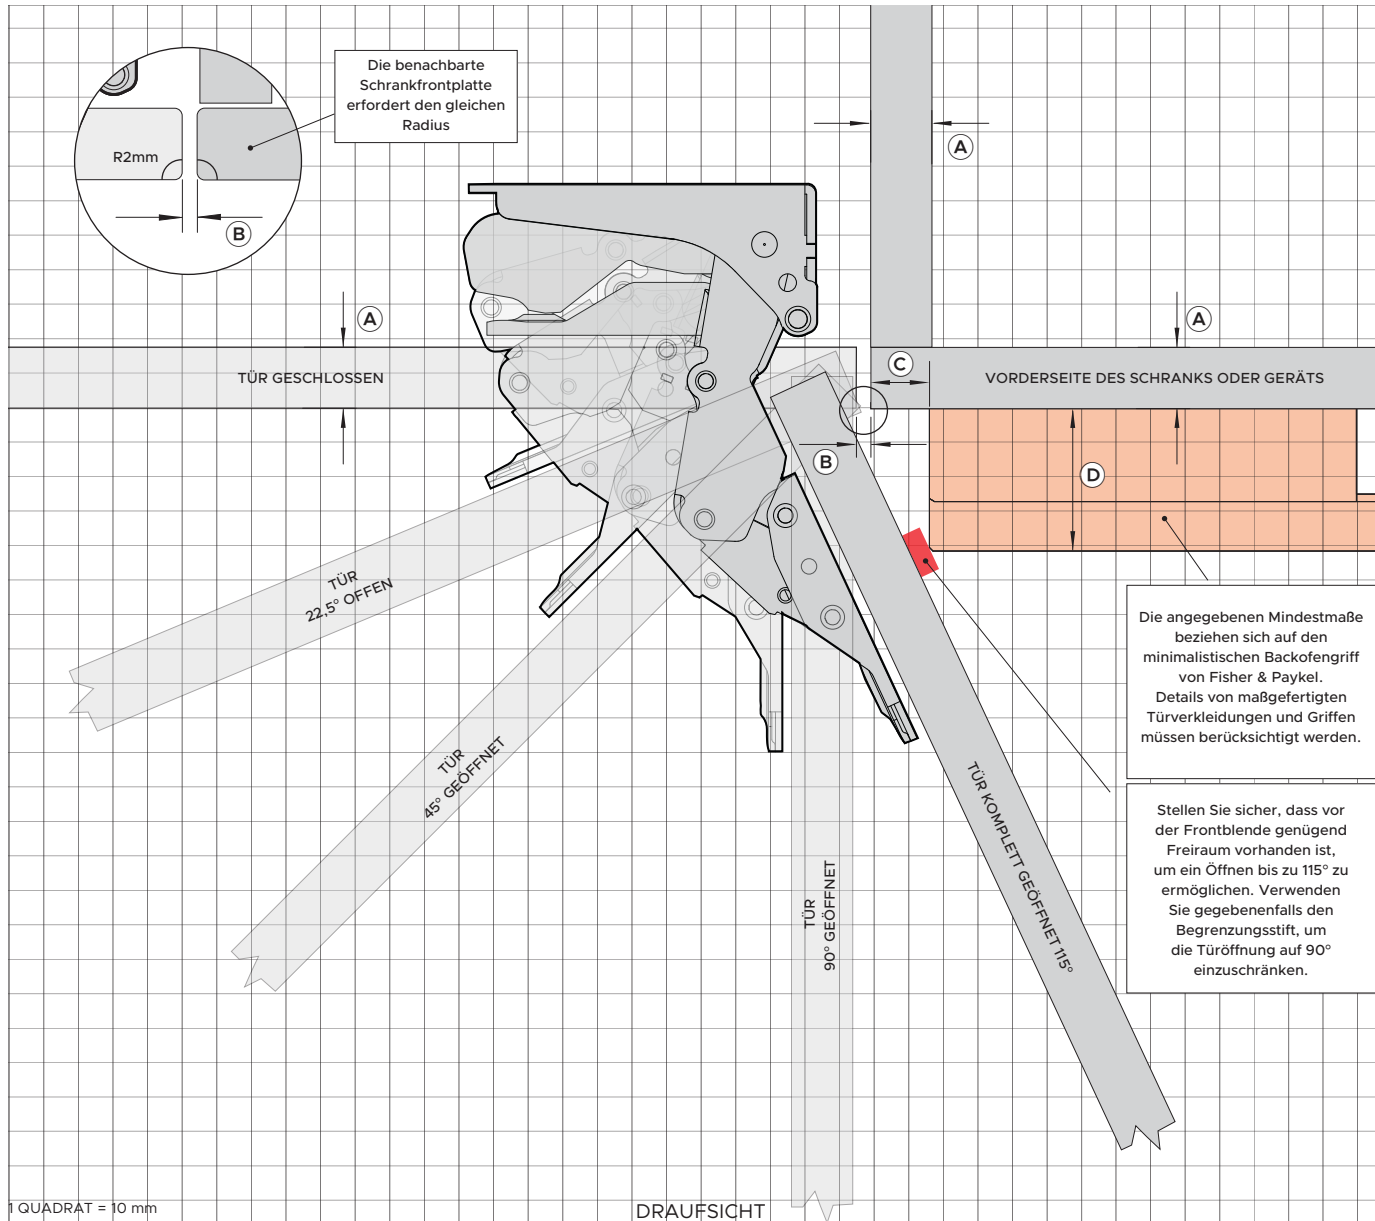 Die benachbarte
Schrankfrontplatte
erfordert den gleichen
Radius
R2mm
B
A
A
A
TÜR GESCHLOSSEN
C
VORDERSEITE DES SCHRANKS ODER GERÄTS
B
D
TÜR
22,5° OFFEN
TÜR
45° GEÖFFNET
TÜR
90° GEÖFFNET
TÜR KOMPLETT GEÖFFNET 115°
Die angegebenen Mindestmaße
beziehen sich auf den
minimalistischen Backofengriff
von Fisher & Paykel.
Details von maßgefertigten
Türverkleidungen und Griffen
müssen berücksichtigt werden.
Stellen Sie sicher, dass vor
der Frontblende genügend
Freiraum vorhanden ist,
um ein Öffnen bis zu 115° zu
ermöglichen. Verwenden
Sie gegebenenfalls den
Begrenzungsstift, um
die Türöffnung auf 90°
einzuschränken.
1 QUADRAT = 10 mm
DRAUFSICHT